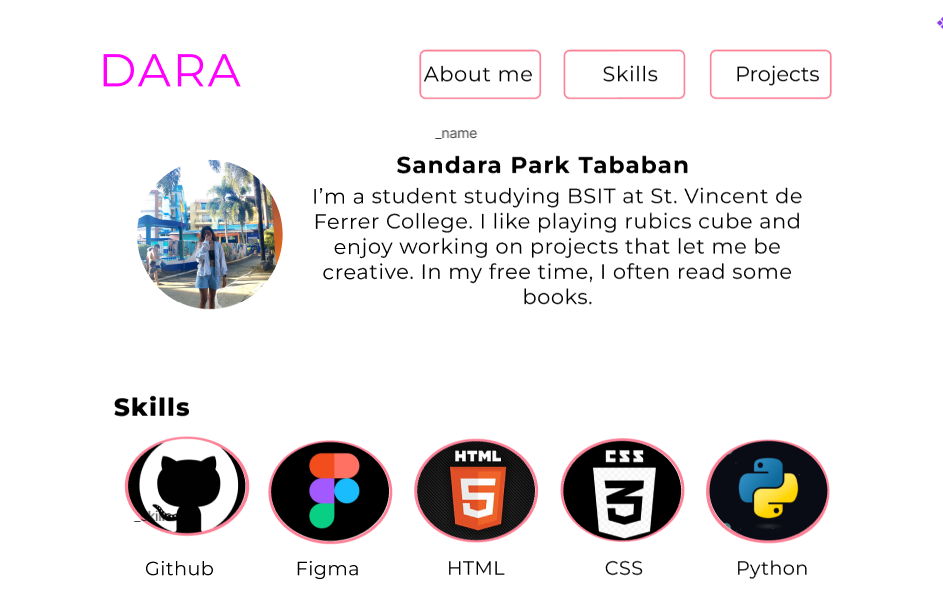 DARA
About me
Skills
Projects
_name
Sandara Park Tababan
I’m a student studying BSIT at St. Vincent de
Ferrer College. I like playing rubics cube and
enjoy working on projects that let me be
creative. In my free time, I often read some
books.
Skills
HTML
5
CSS
3
_skills
Github
Figma
HTML
CSS
Python